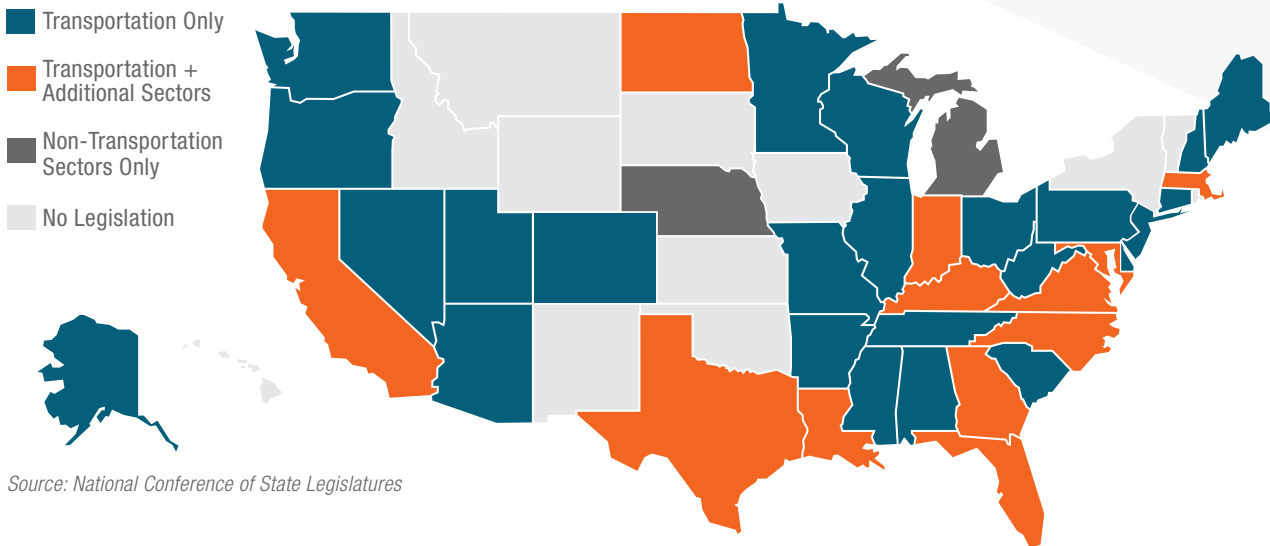 Transportation Only
Transportation +
Additional Sectors
Non-Transportation
Sectors Only
No Legislation
Source: National Conference of State Legislatures